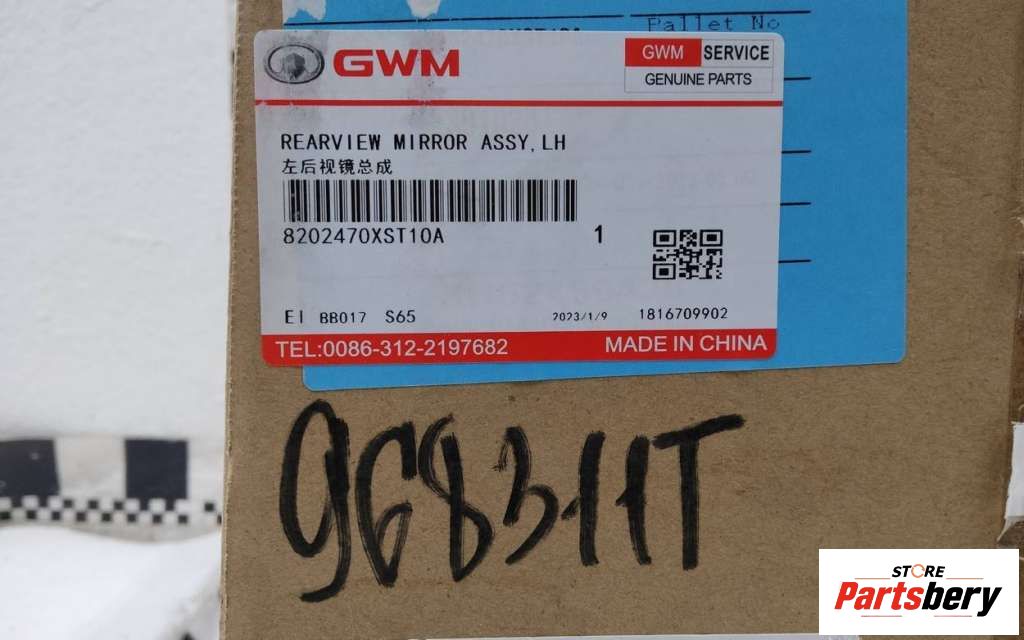 Pallet No
GWM
GWM SERVICE
GENUINE PARTS
REARVIEW MIRROR ASSY,LH
左后视镜总成
8202470XST10A 1
EI BB017 S65 2023/1/9 1816709902
TEL:0086-312-2197682 MADE IN CHINA
968311T
STORE
Partsbery